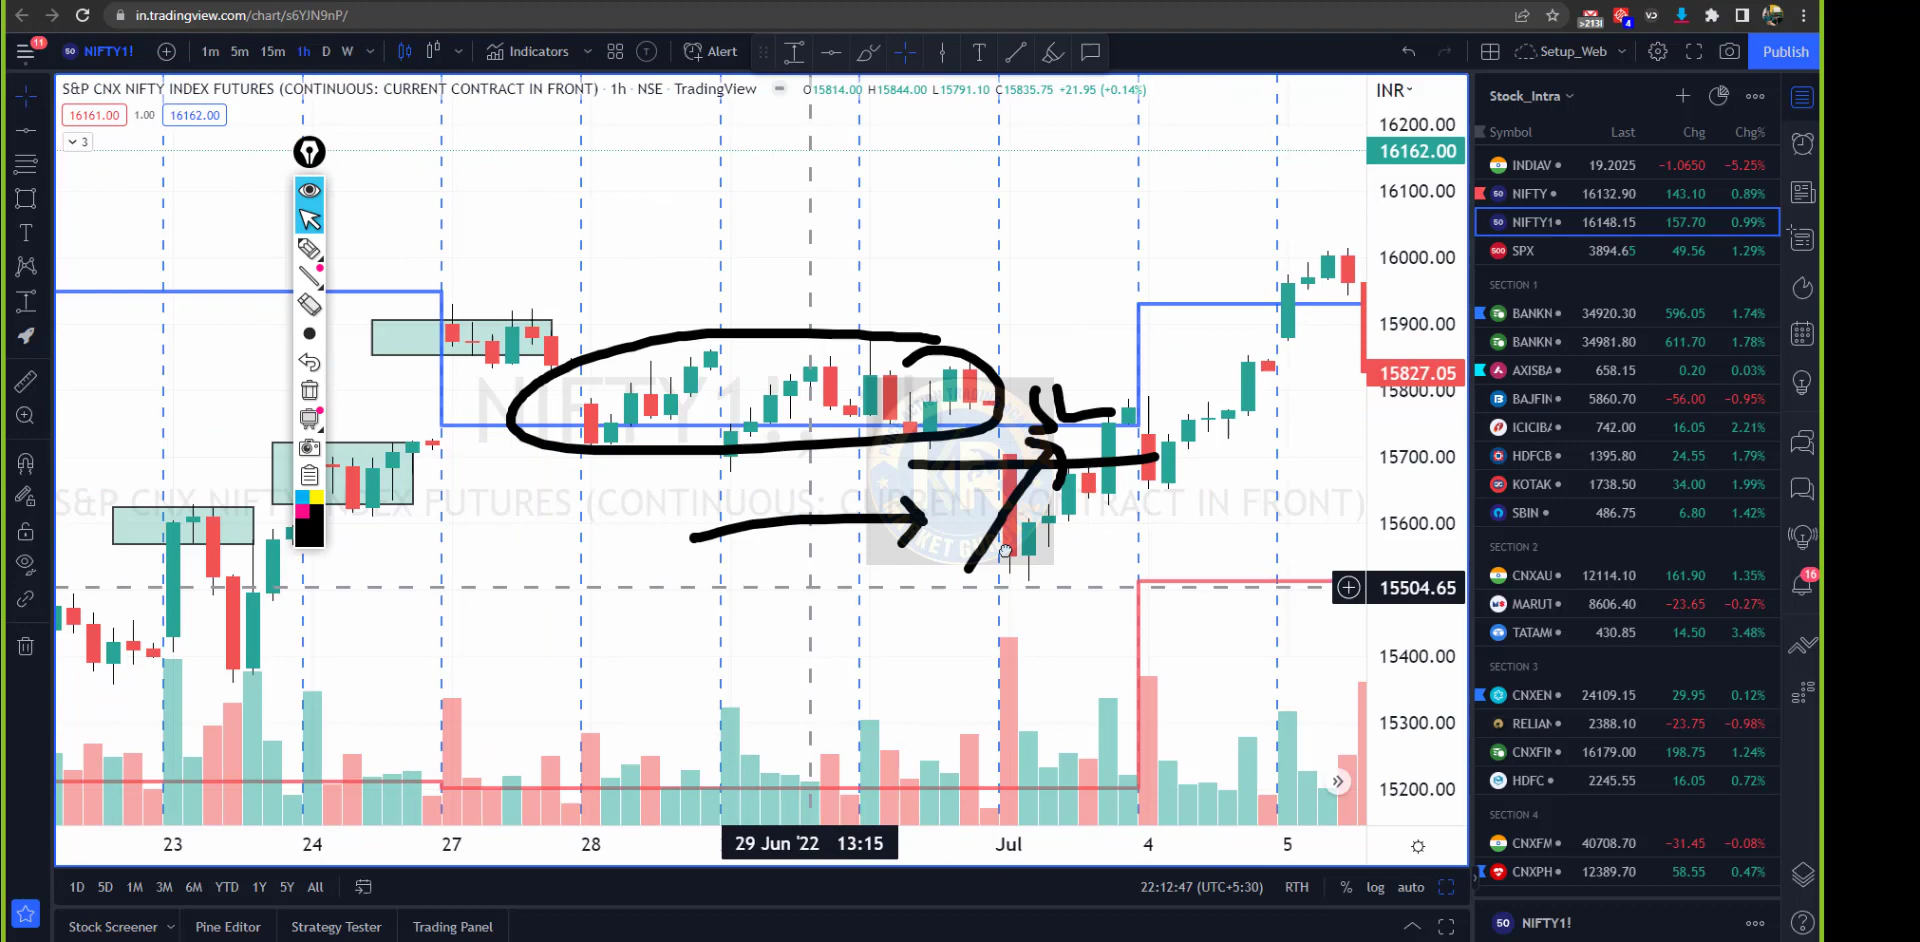 in.tradingview.com/chart/s6YJN9nP/
>213
4
11
NIFTY1!
1m 5m 15m 1h D W
Indicators
Alert
Setup_Web
Publish
S&P CNX NIFTY INDEX FUTURES (CONTINUOUS: CURRENT CONTRACT IN FRONT) · 1h · NSE · TradingView
O15814.00 H15844.00 L15791.10 C15835.75 +21.95 (+0.14%)
INR
16161.00 1.00 16162.00
3
16200.00
16162.00
16100.00
16000.00
15900.00
15827.05
15800.00
15700.00
15600.00
15504.65
15400.00
15300.00
15200.00
NIFTY1!
S&P CNX NIFTY INDEX FUTURES (CONTINUOUS: CURRENT CONTRACT IN FRONT)
23 24 27 28 29 Jun '22 13:15 Jul 4 5
1D 5D 1M 3M 6M YTD 1Y 5Y All
22:12:47 (UTC+5:30) RTH % log auto
Stock Screener Pine Editor Strategy Tester Trading Panel
Stock_Intra
Symbol Last Chg Chg%
INDIAV 19.2025 −1.0650 −5.25%
50 NIFTY 16132.90 143.10 0.89%
50 NIFTY1 16148.15 157.70 0.99%
500 SPX 3894.65 49.56 1.29%
SECTION 1
BANKN 34920.30 596.05 1.74%
BANKN 34981.80 611.70 1.78%
AXISBA 658.15 0.20 0.03%
BAJFIN 5860.70 −56.00 −0.95%
ICICIBA 742.00 16.05 2.21%
HDFCB 1395.80 24.55 1.79%
KOTAK 1738.50 34.00 1.99%
SBIN 486.75 6.80 1.42%
SECTION 2
CNXAU 12114.10 161.90 1.35%
MARUT 8606.40 −23.65 −0.27%
TATAM 430.85 14.50 3.48%
SECTION 3
CNXEN 24109.15 29.95 0.12%
RELIAN 2388.10 −23.75 −0.98%
CNXFIN 16179.00 198.75 1.24%
HDFC 2245.55 16.05 0.72%
SECTION 4
CNXFM 40708.70 −31.45 −0.08%
CNXPH 12389.70 58.55 0.47%
50 NIFTY1!
16